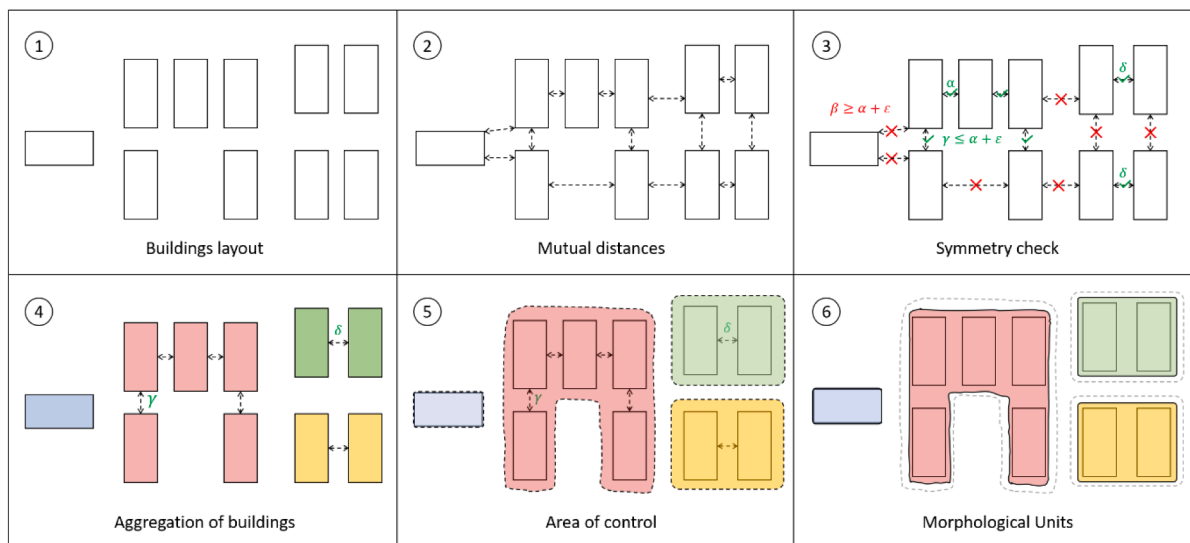 1
Buildings layout
2
Mutual distances
3
α
δ
β ≥ α + ε
γ ≤ α + ε
δ
Symmetry check
4
δ
γ
Aggregation of buildings
5
δ
γ
Area of control
6
Morphological Units